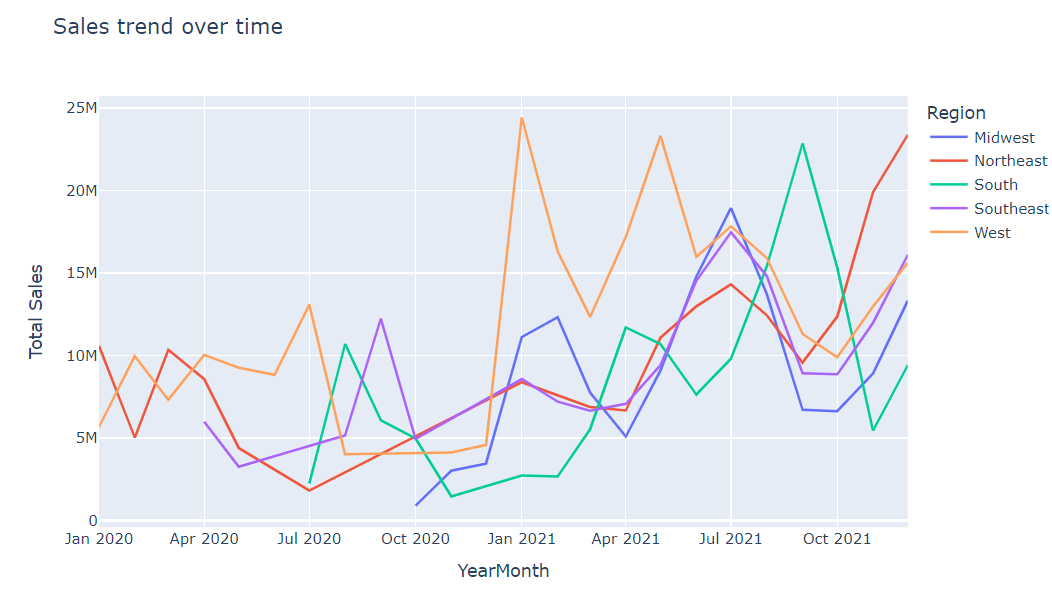 Sales trend over time
25M
20M
15M
10M
5M
0
Total Sales
Jan 2020 Apr 2020 Jul 2020 Oct 2020 Jan 2021 Apr 2021 Jul 2021 Oct 2021
YearMonth
Region
Midwest
Northeast
South
Southeast
West